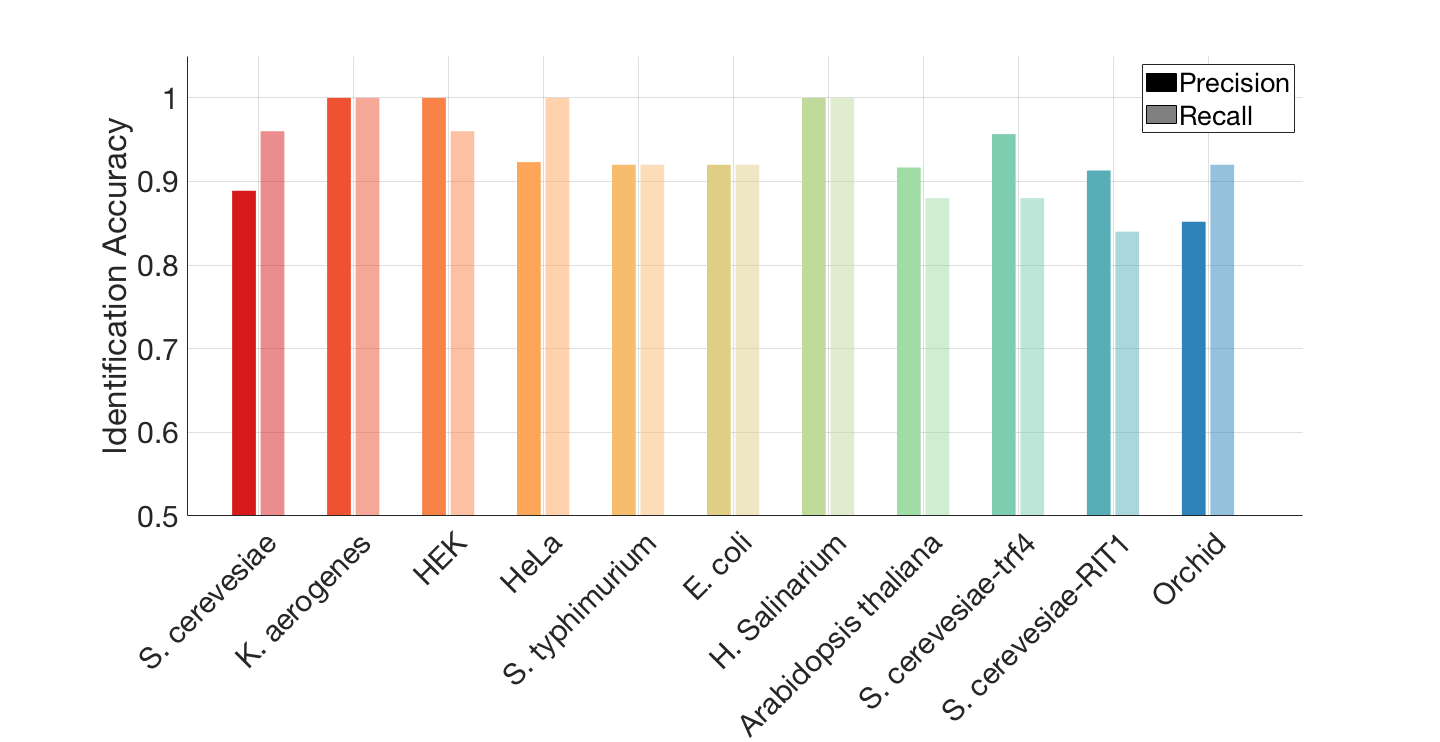 Precision
Recall
Identification Accuracy
1
0.9
0.8
0.7
0.6
0.5
S. cerevesiae
K. aerogenes
HEK
HeLa
S. typhimurium
E. coli
H. Salinarium
Arabidopsis thaliana
S. cerevesiae-trf4
S. cerevesiae-RIT1
Orchid